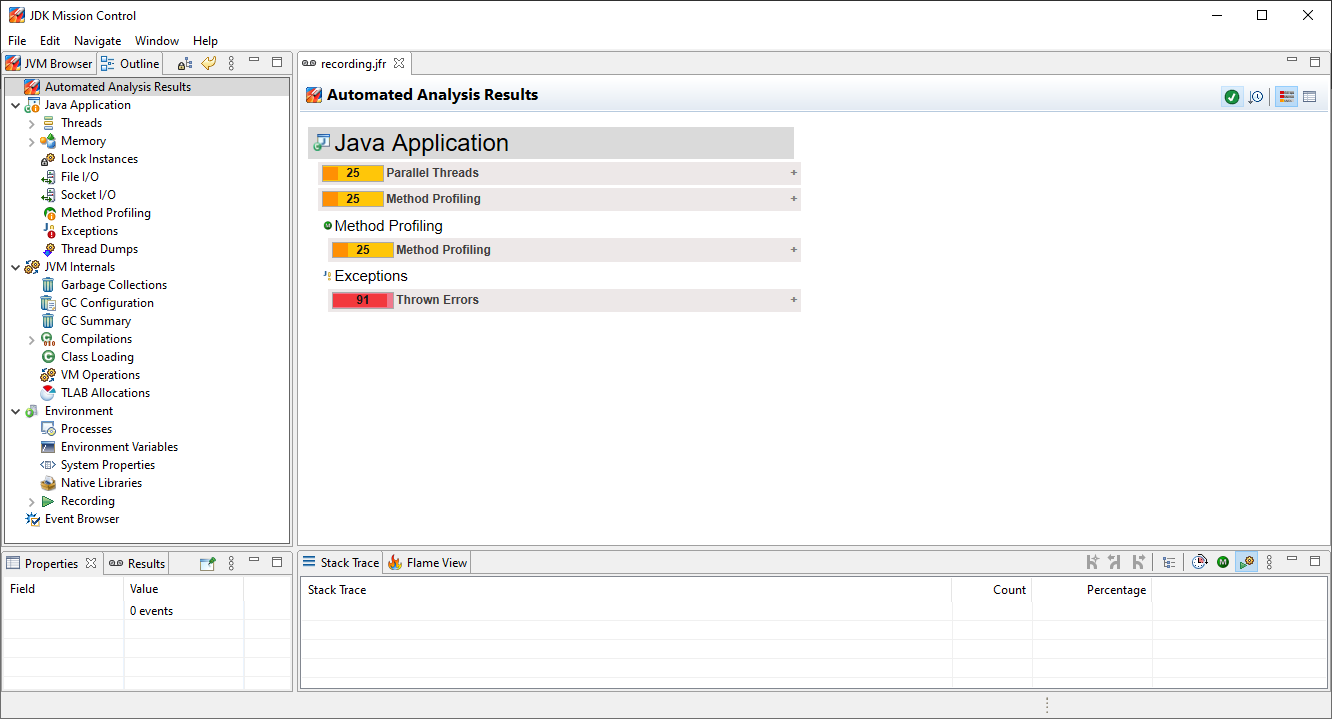 JDK Mission Control
File Edit Navigate Window Help
JVM Browser Outline
recording.jfr
Automated Analysis Results
Java Application
Threads
Memory
Lock Instances
File I/O
Socket I/O
Method Profiling
Exceptions
Thread Dumps
JVM Internals
Garbage Collections
GC Configuration
GC Summary
Compilations
Class Loading
VM Operations
TLAB Allocations
Environment
Processes
Environment Variables
System Properties
Native Libraries
Recording
Event Browser
Automated Analysis Results
Java Application
25 Parallel Threads +
25 Method Profiling +
Method Profiling
25 Method Profiling +
Exceptions
91 Thrown Errors +
Properties Results
Field Value
0 events
Stack Trace Flame View
Stack Trace Count Percentage